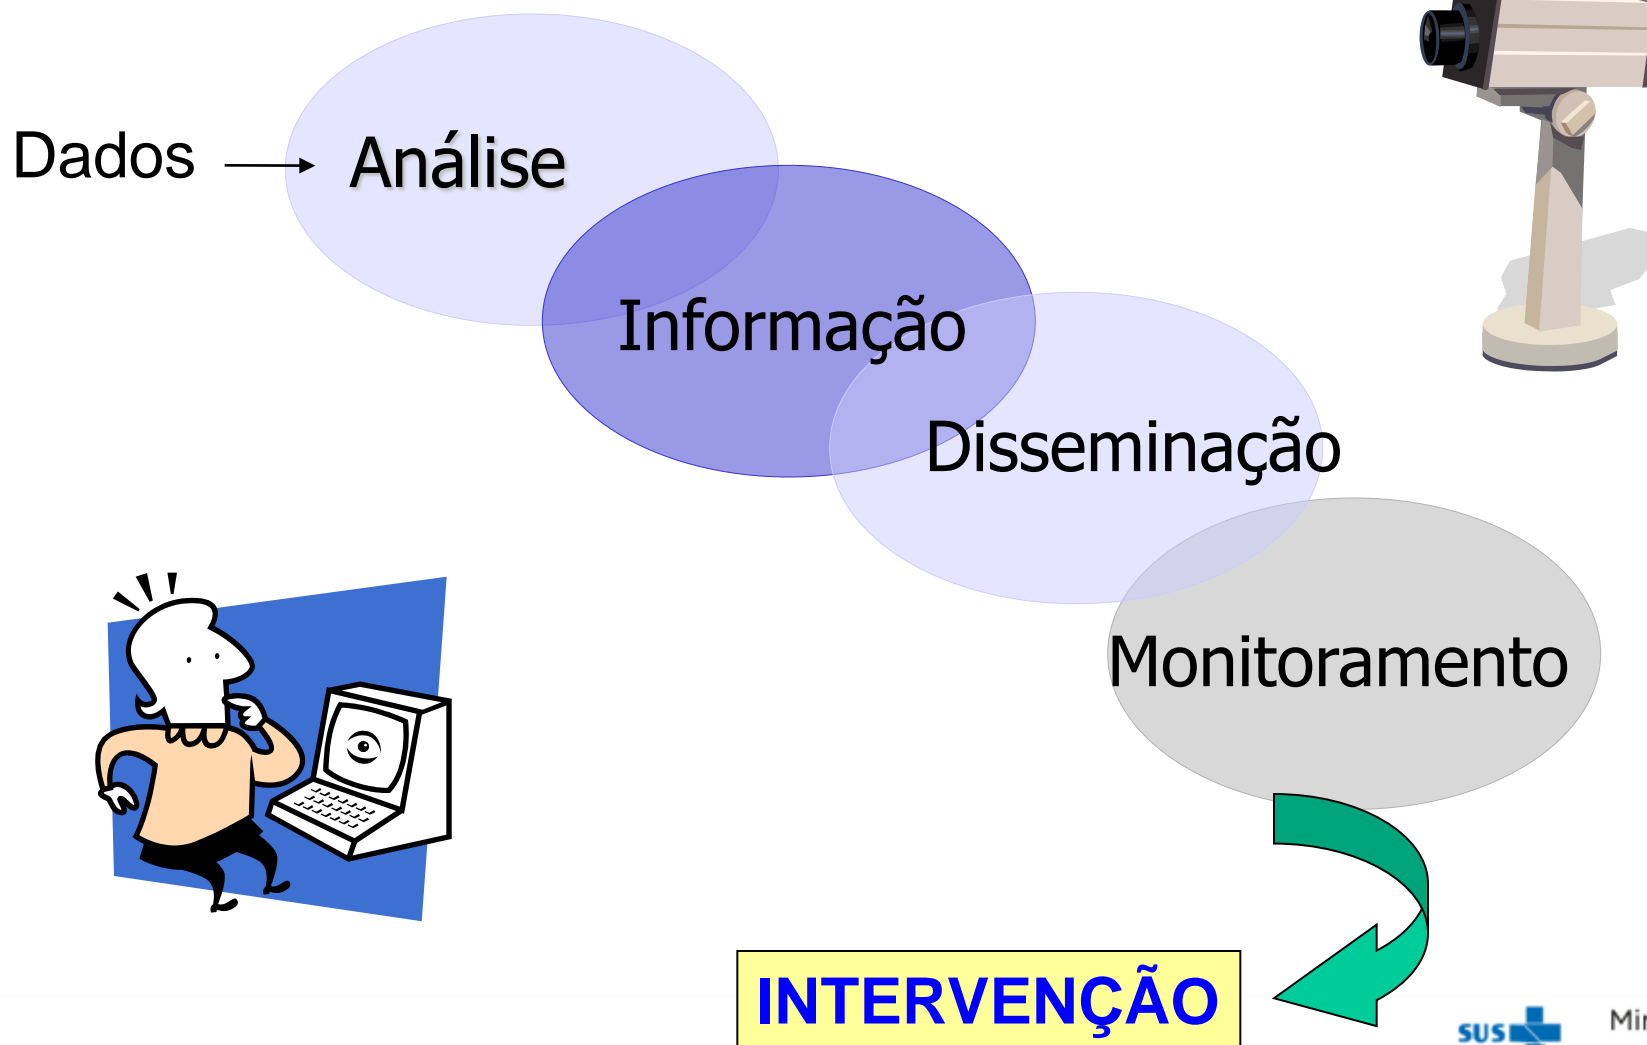 Dados
Análise
Informação
Disseminação
Monitoramento
INTERVENÇÃO
SUS